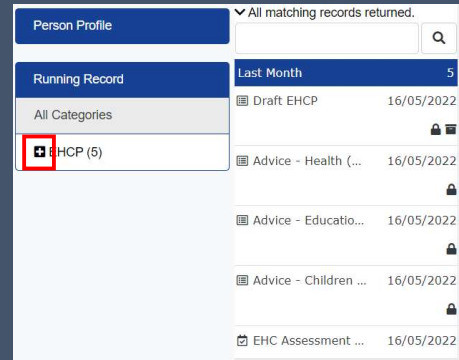 Person Profile
Running Record
All Categories
EHCP (5)
All matching records returned.
Last Month 5
Draft EHCP 16/05/2022
Advice - Health (... 16/05/2022
Advice - Educatio... 16/05/2022
Advice - Children ... 16/05/2022
EHC Assessment ... 16/05/2022